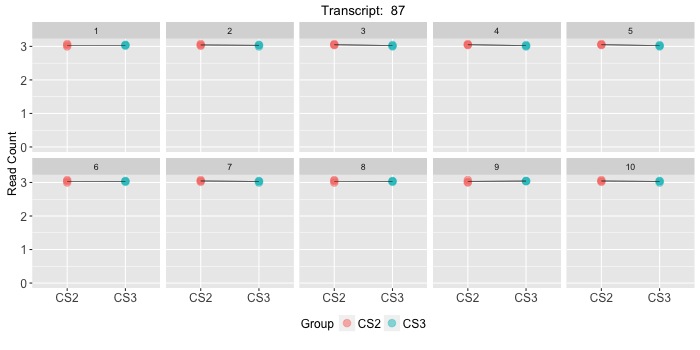 Transcript: 87
1 2 3 4 5
3
2
1
0
Read Count
6 7 8 9 10
3
2
1
0
CS2 CS3 CS2 CS3 CS2 CS3 CS2 CS3 CS2 CS3
Group CS2 CS3